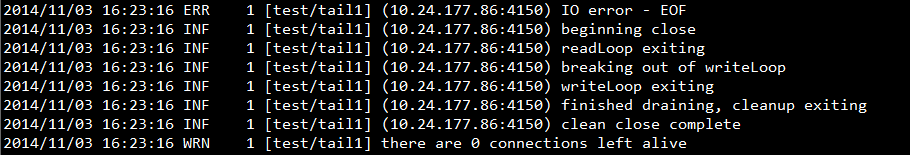 2014/11/03 16:23:16 ERR    1 [test/tail1] (10.24.177.86:4150) IO error - EOF
2014/11/03 16:23:16 INF    1 [test/tail1] (10.24.177.86:4150) beginning close
2014/11/03 16:23:16 INF    1 [test/tail1] (10.24.177.86:4150) readLoop exiting
2014/11/03 16:23:16 INF    1 [test/tail1] (10.24.177.86:4150) breaking out of writeLoop
2014/11/03 16:23:16 INF    1 [test/tail1] (10.24.177.86:4150) writeLoop exiting
2014/11/03 16:23:16 INF    1 [test/tail1] (10.24.177.86:4150) finished draining, cleanup exiting
2014/11/03 16:23:16 INF    1 [test/tail1] (10.24.177.86:4150) clean close complete
2014/11/03 16:23:16 WRN    1 [test/tail1] there are 0 connections left alive